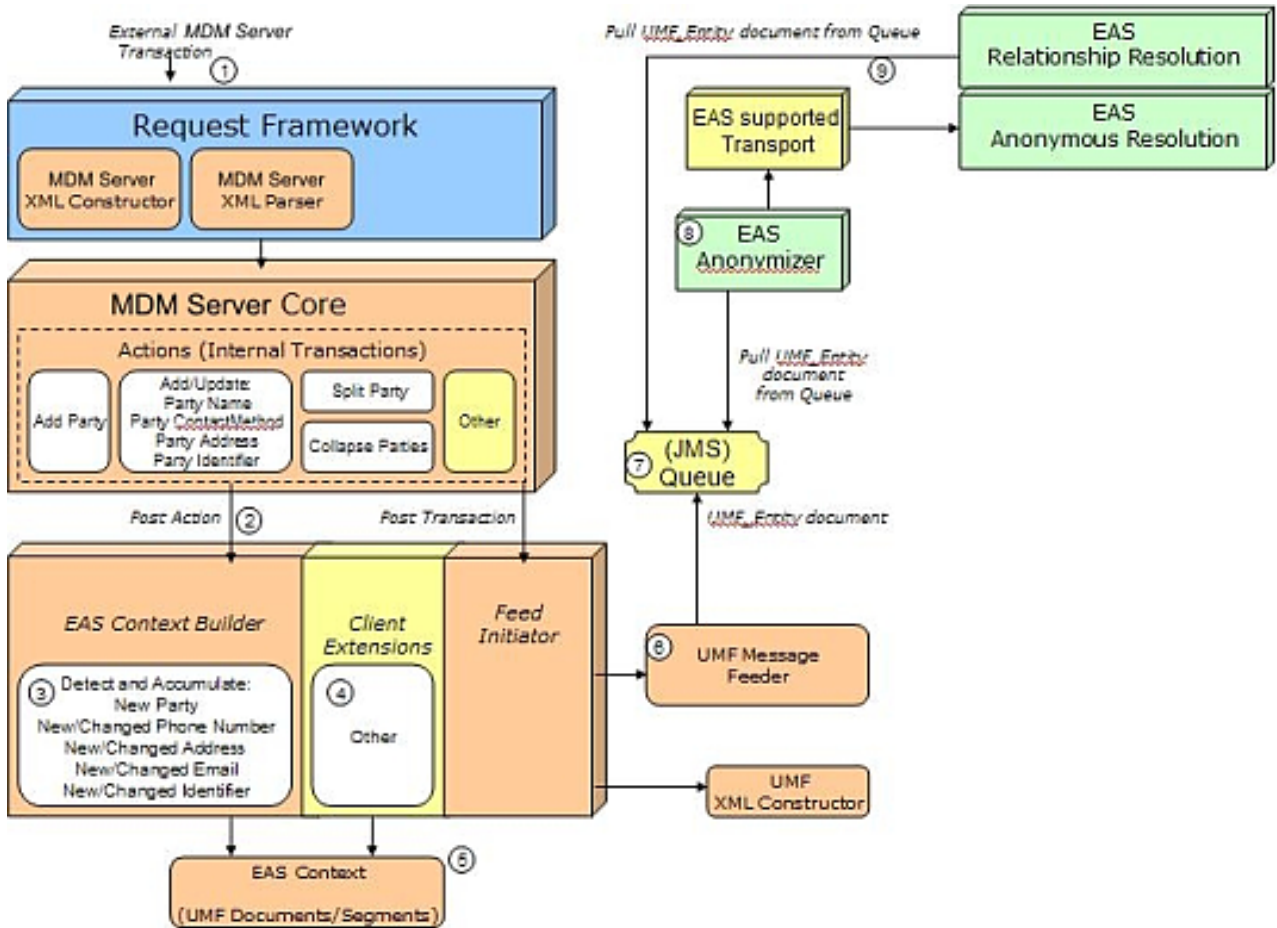 External MDM Server
Transaction
1
Request Framework
MDM Server
XML Constructor
MDM Server
XML Parser
MDM Server Core
Actions (Internal Transactions)
Add Party
Add/Update:
Party Name
Party ContactMethod
Party Address
Party Identifier
Split Party
Collapse Parties
Other
Post Action
2
Post Transaction
EAS Context Builder
3
Detect and Accumulate:
New Party
New/Changed Phone Number
New/Changed Address
New/Changed Email
New/Changed Identifier
Client
Extensions
4
Other
Feed
Initiator
5
EAS Context
(UMF Documents/Segments)
6
UMF Message
Feeder
UMF
XML Constructor
UMF_Entity document
7
(JMS)
Queue
Pull UMF_Entity
document
from Queue
8
EAS
Anonymizer
EAS supported
Transport
Pull UMF_Entity document from Queue
9
EAS
Relationship Resolution
EAS
Anonymous Resolution